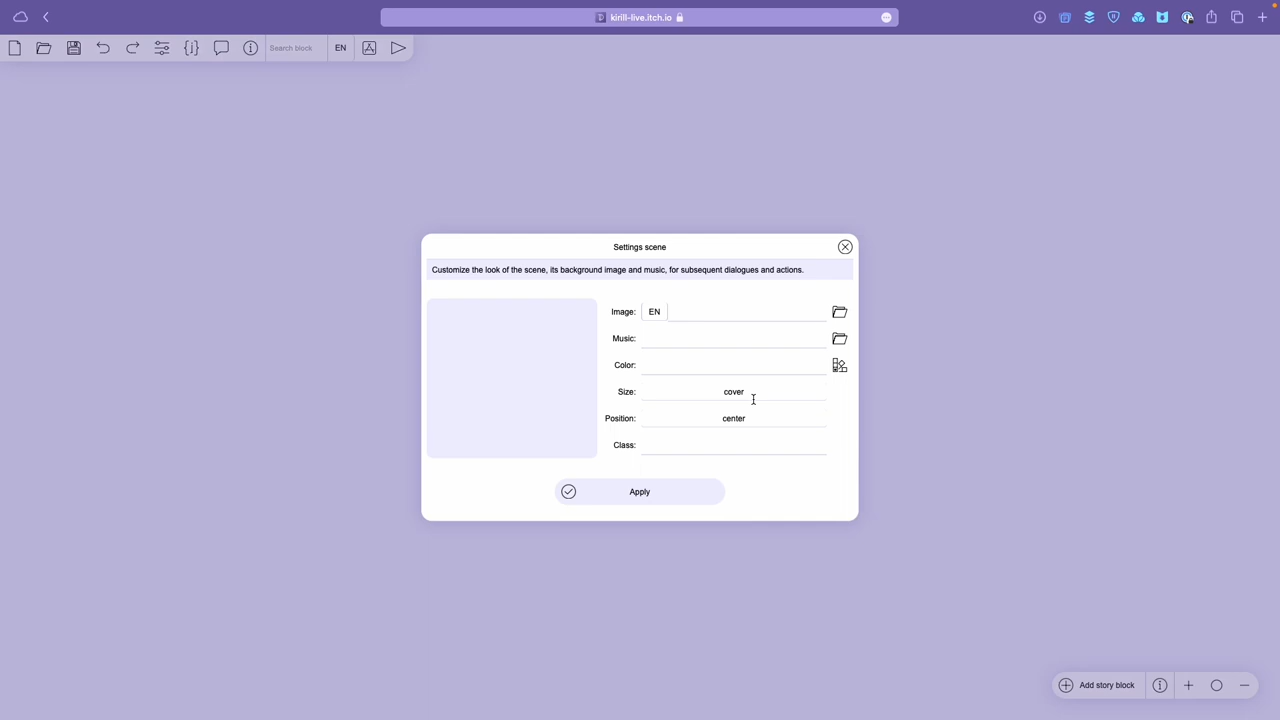 kirill-live.itch.io
Search block
EN
Settings scene
Customize the look of the scene, its background image and music, for subsequent dialogues and actions.
Image: EN
Music:
Color:
Size: cover
Position: center
Class:
Apply
Add story block